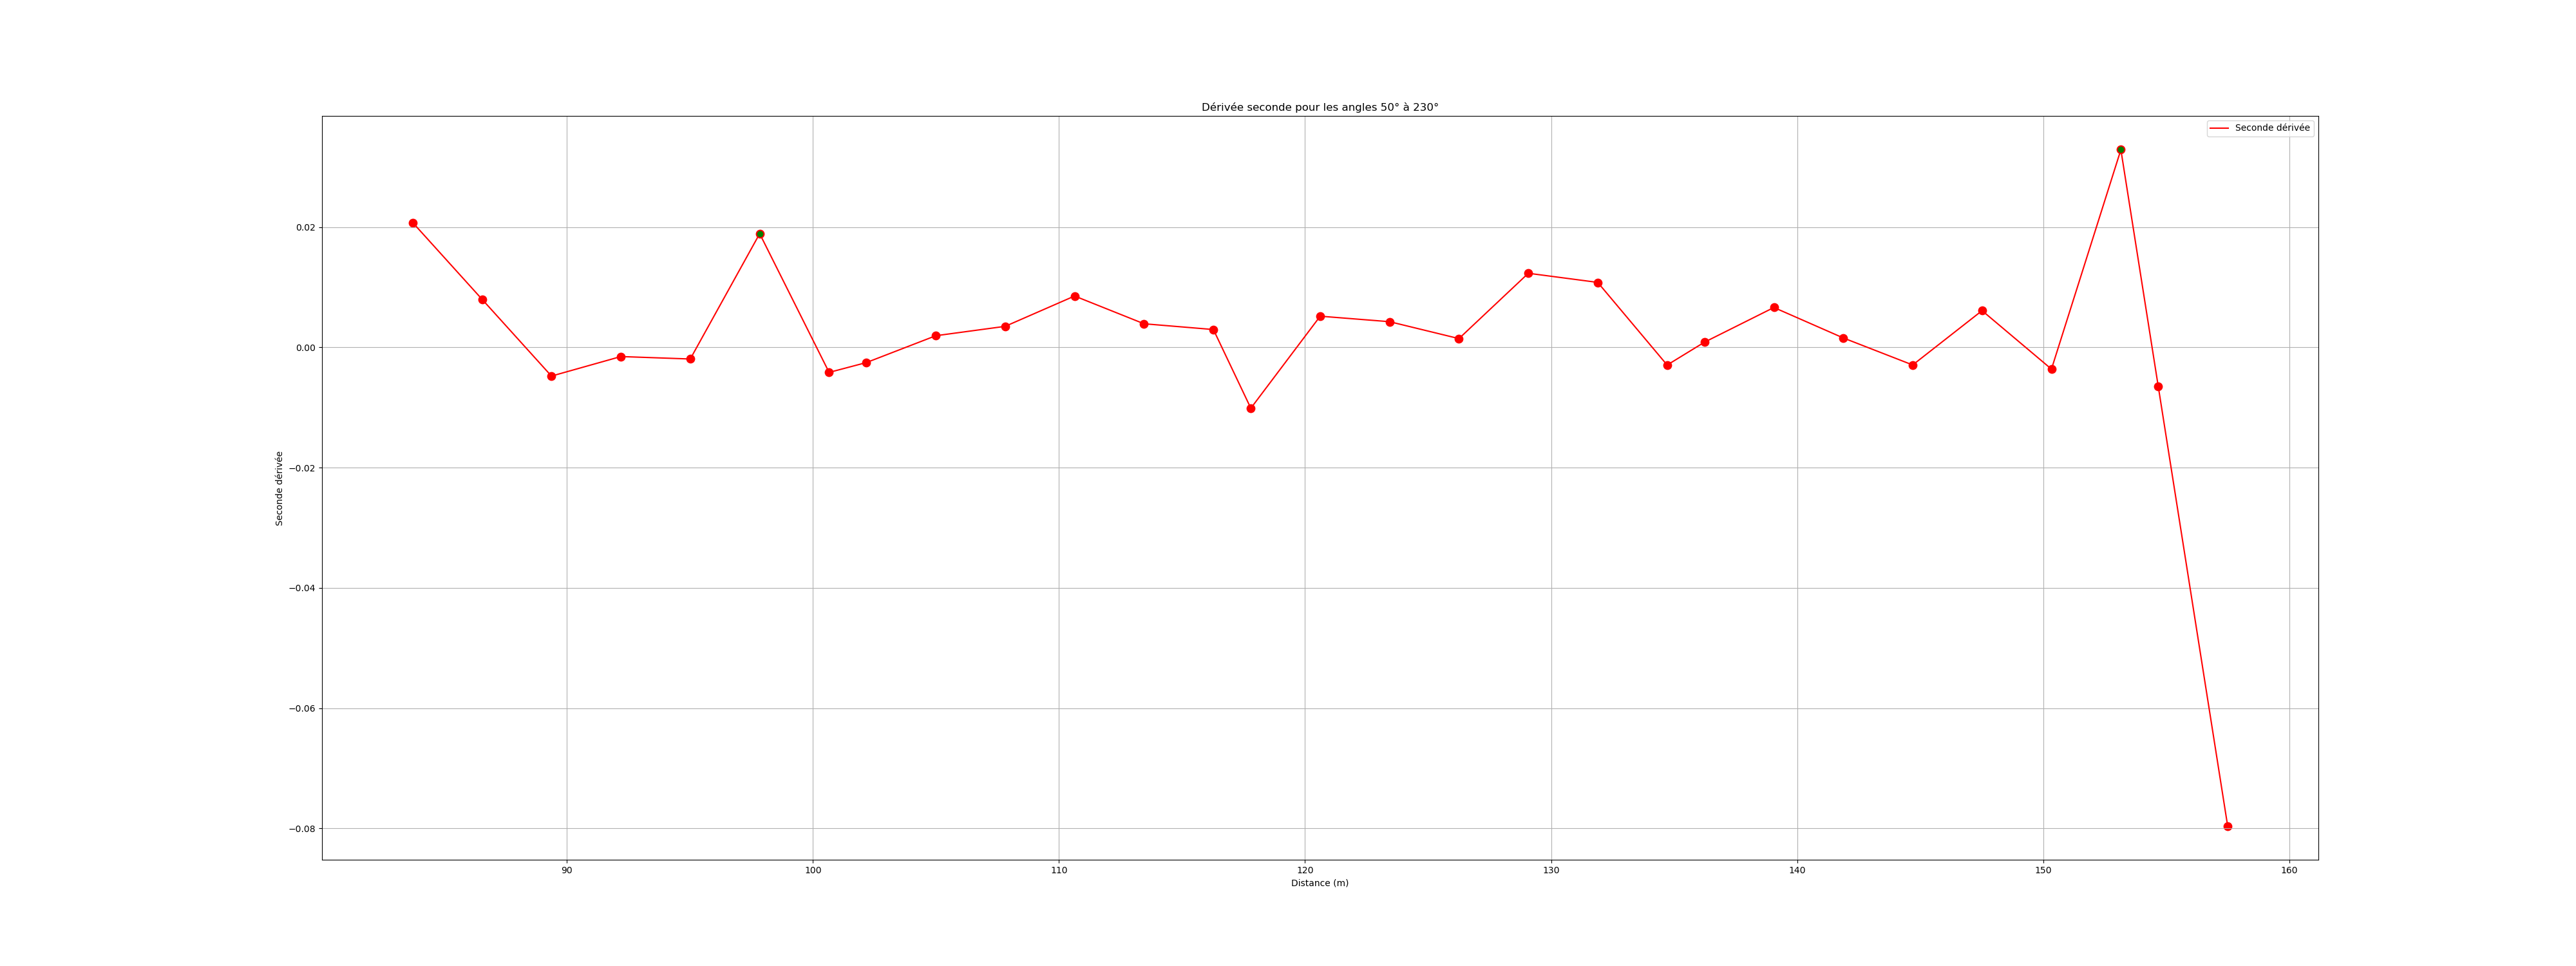 Dérivée seconde pour les angles 50° à 230°
Seconde dérivée
0.02
0.00
−0.02
−0.04
−0.06
−0.08
Seconde dérivée
90 100 110 120 130 140 150 160
Distance (m)